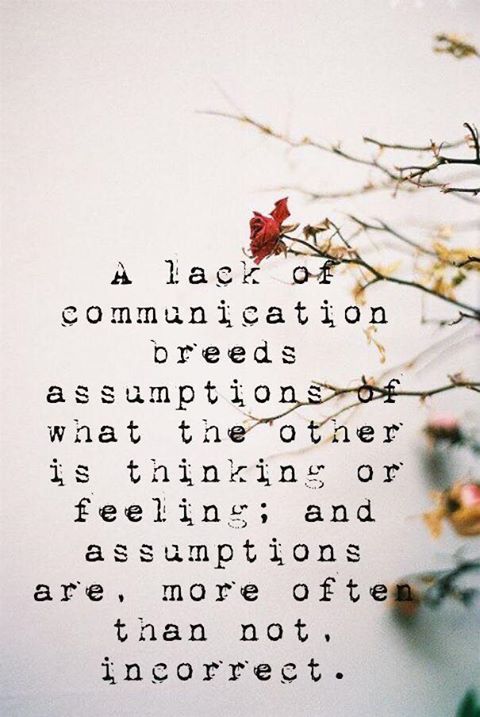 A lack of
communication
breeds
assumptions of
what the other
is thinking or
feeling; and
assumptions
are, more often
than not,
incorrect.